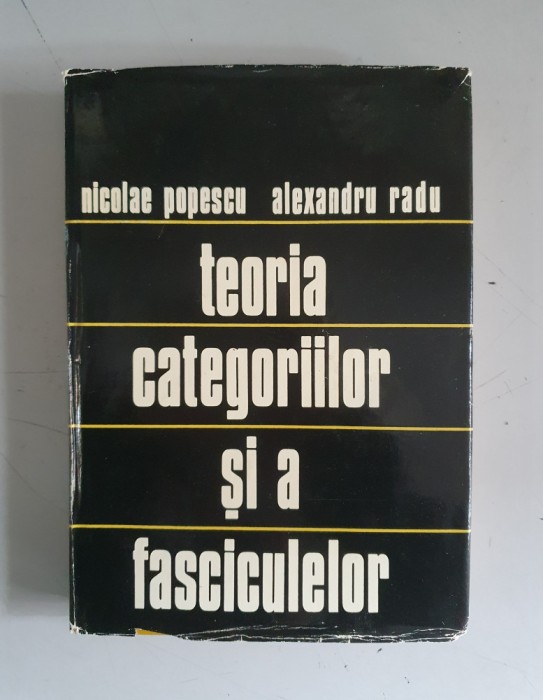 nicolae popescu alexandru radu
teoria
categoriilor
și a
fasciculelor